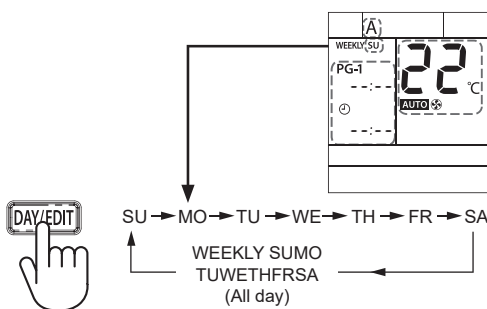 A
WEEKLY SU
PG-1
22 °C
--:--
AUTO
--:--
DAY/EDIT
SU → MO → TU → WE → TH → FR → SA
WEEKLY SUMO
TUWETHFRSA
(All day)